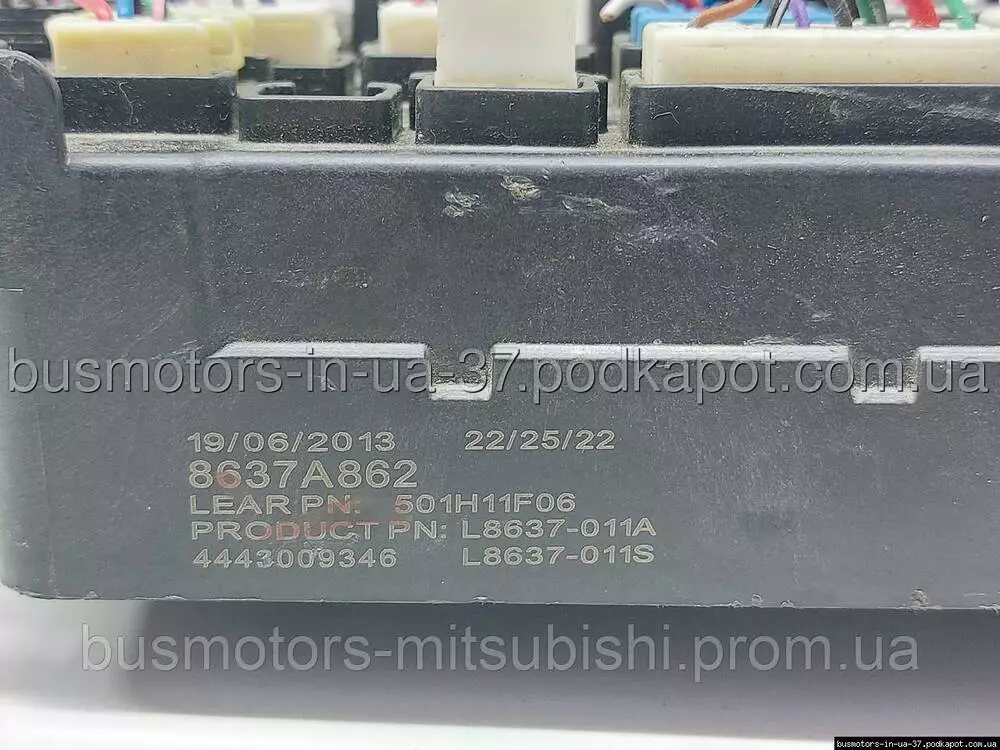 busmotors-in-ua-37.podkapot.com.ua
19/06/2013 22/25/22
8637A862
LEAR PN: 501H11F06
PRODUCT PN: L8637-011A
4443009346 L8637-011S
busmotors-mitsubishi.prom.ua
busmotors-in-ua-37.podkapot.com.ua